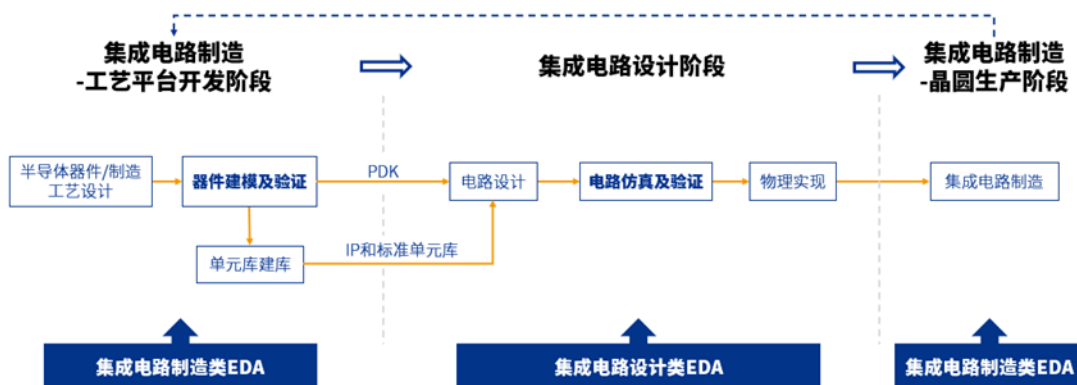 集成电路制造
-工艺平台开发阶段
集成电路设计阶段
集成电路制造
-晶圆生产阶段
半导体器件/制造
工艺设计
器件建模及验证
PDK
电路设计
电路仿真及验证
物理实现
集成电路制造
单元库建库
IP和标准单元库
集成电路制造类EDA
集成电路设计类EDA
集成电路制造类EDA